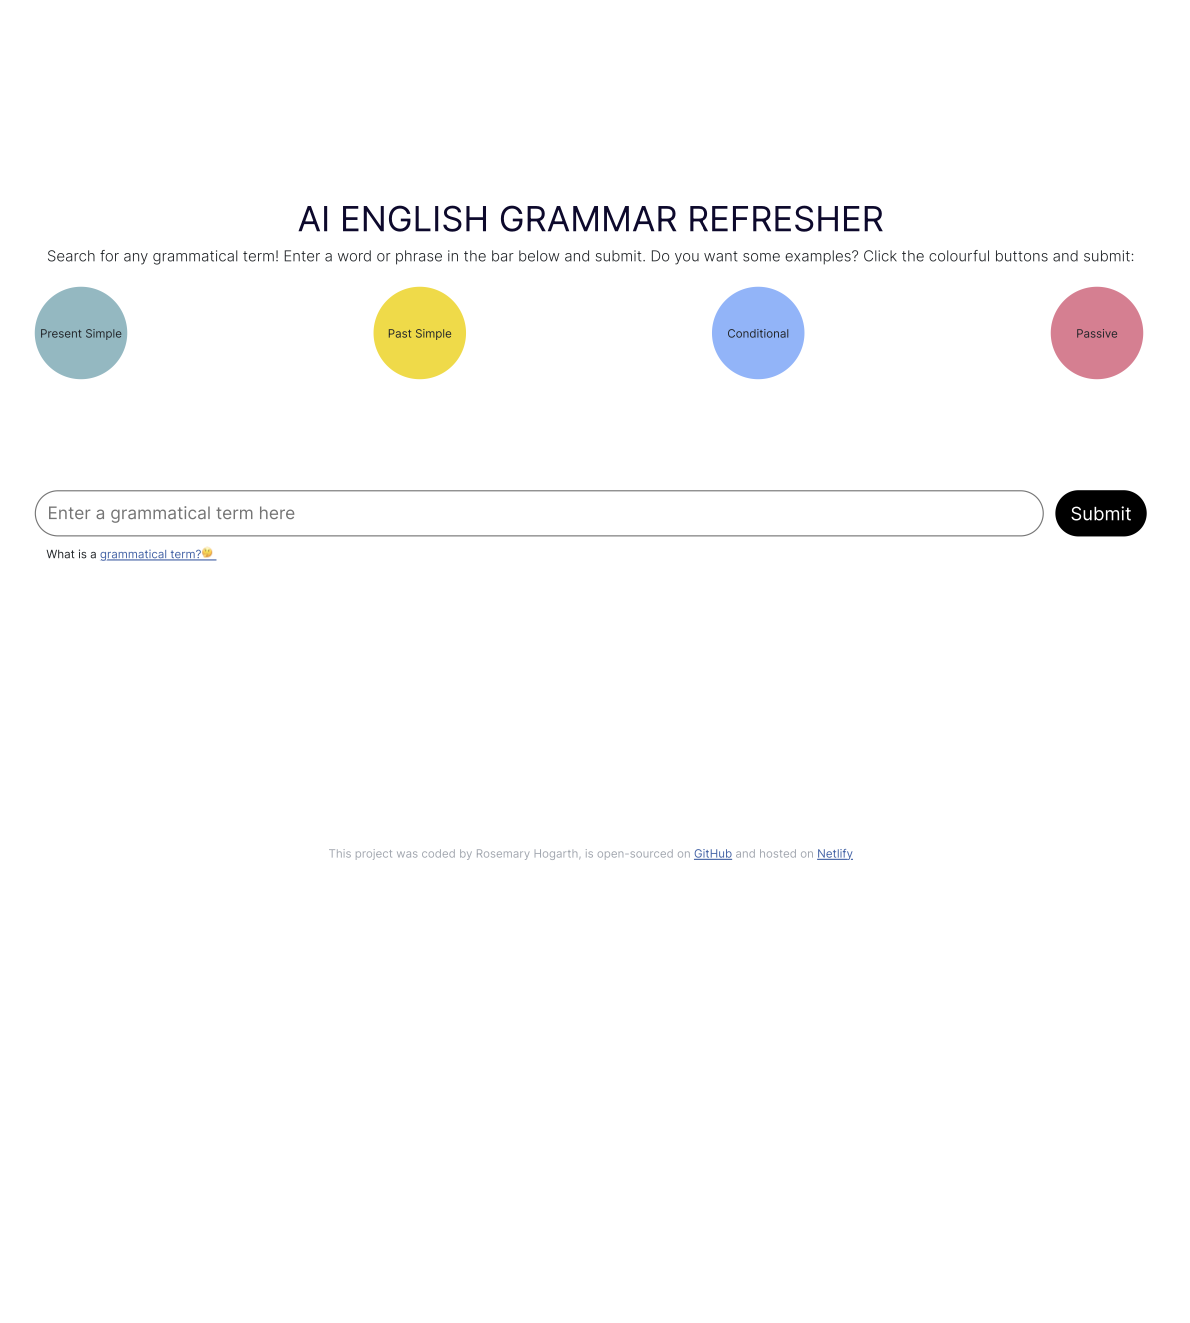 AI ENGLISH GRAMMAR REFRESHER
Search for any grammatical term! Enter a word or phrase in the bar below and submit. Do you want some examples? Click the colourful buttons and submit:
Present Simple
Past Simple
Conditional
Passive
Enter a grammatical term here
Submit
What is a grammatical term?🤔
This project was coded by Rosemary Hogarth, is open-sourced on GitHub and hosted on Netlify